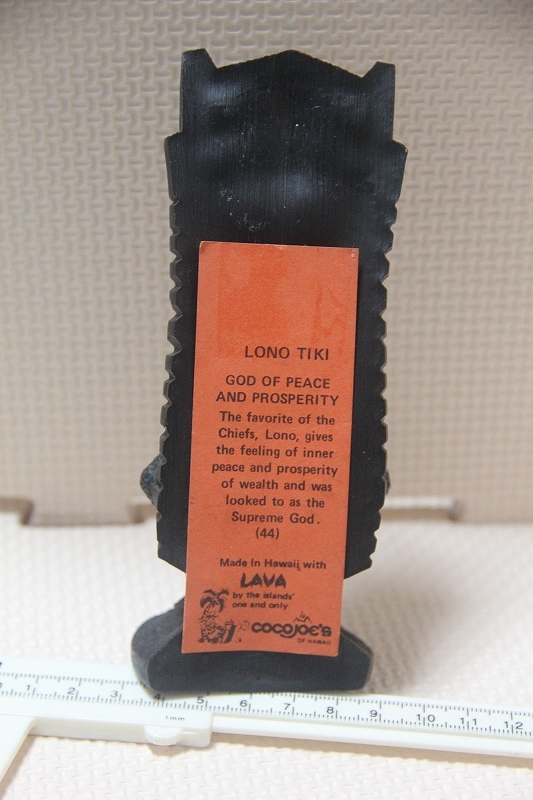 LONO TIKI
GOD OF PEACE
AND PROSPERITY
The favorite of the
Chiefs, Lono, gives
the feeling of inner
peace and prosperity
of wealth and was
looked to as the
Supreme God.
(44)
Made In Hawaii with
LAVA
by the islands'
one and only
COCOJOE'S
OF HAWAII
1 2 3 4 5 6 7 8 9 10 11 12
1mm